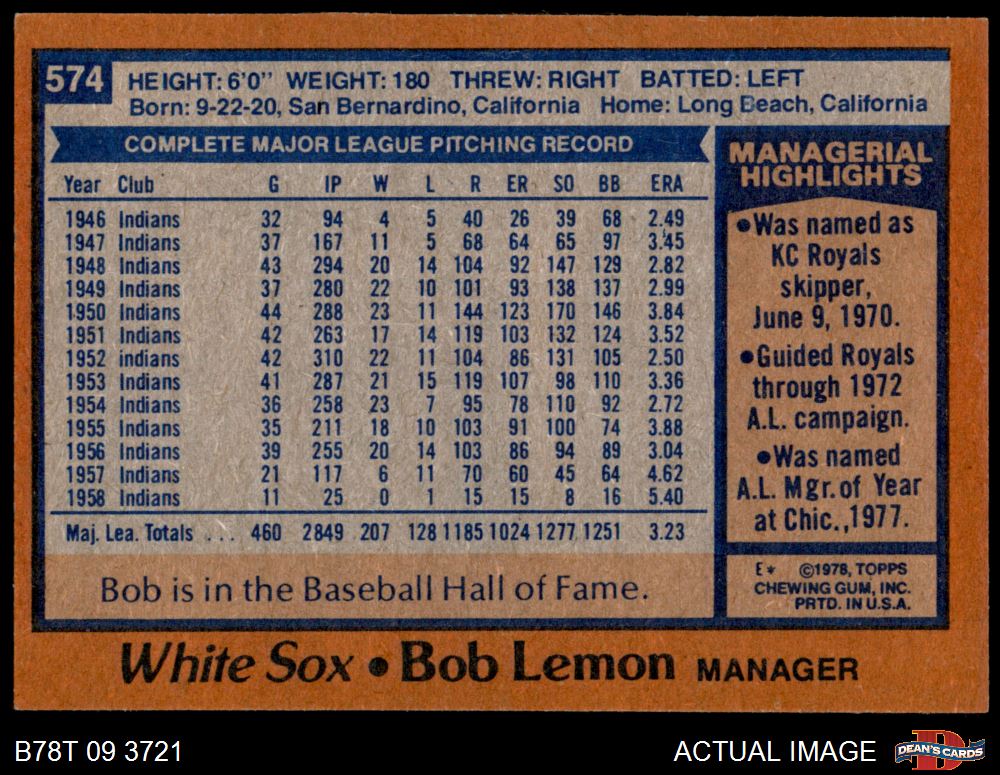 574
HEIGHT: 6'0" WEIGHT: 180 THREW: RIGHT BATTED: LEFT
Born: 9-22-20, San Bernardino, California Home: Long Beach, California
COMPLETE MAJOR LEAGUE PITCHING RECORD
Year Club G IP W L R ER SO BB ERA
1946 Indians 32 94 4 5 40 26 39 68 2.49
1947 Indians 37 167 11 5 68 64 65 97 3.45
1948 Indians 43 294 20 14 104 92 147 129 2.82
1949 Indians 37 280 22 10 101 93 138 137 2.99
1950 Indians 44 288 23 11 144 123 170 146 3.84
1951 Indians 42 263 17 14 119 103 132 124 3.52
1952 Indians 42 310 22 11 104 86 131 105 2.50
1953 Indians 41 287 21 15 119 107 98 110 3.36
1954 Indians 36 258 23 7 95 78 110 92 2.72
1955 Indians 35 211 18 10 103 91 100 74 3.88
1956 Indians 39 255 20 14 103 86 94 89 3.04
1957 Indians 21 117 6 11 70 60 45 64 4.62
1958 Indians 11 25 0 1 15 15 8 16 5.40
Maj. Lea. Totals ... 460 2849 207 128 1185 1024 1277 1251 3.23
Bob is in the Baseball Hall of Fame.
MANAGERIAL
HIGHLIGHTS
●Was named as
KC Royals
skipper,
June 9, 1970.
●Guided Royals
through 1972
A.L. campaign.
●Was named
A.L. Mgr. of Year
at Chic., 1977.
E* ©1978, TOPPS
CHEWING GUM, INC.
PRTD. IN U.S.A.
White Sox ● Bob Lemon MANAGER
B78T 09 3721
ACTUAL IMAGE
DEAN'S CARDS